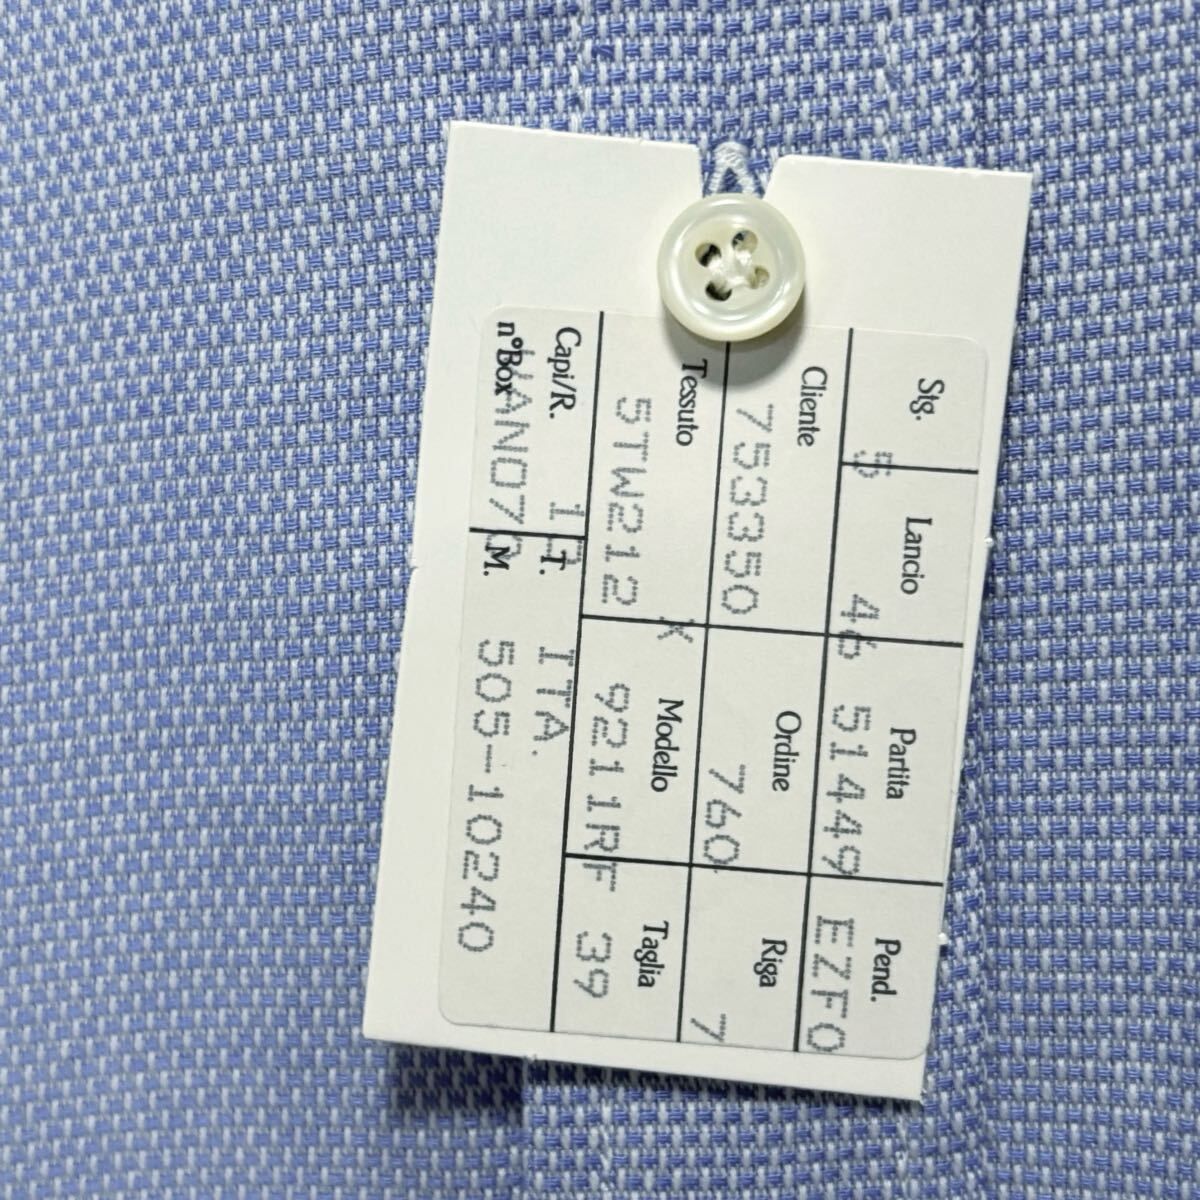 Stg. Lancio Partita Pend.
5 46 51449 EZF0
Cliente Ordine Riga
753350 760 7
Tessuto Modello Taglia
5TW212 X 9211RF 39
Capi/R. T. ITA.
n°Box M. 505-10240